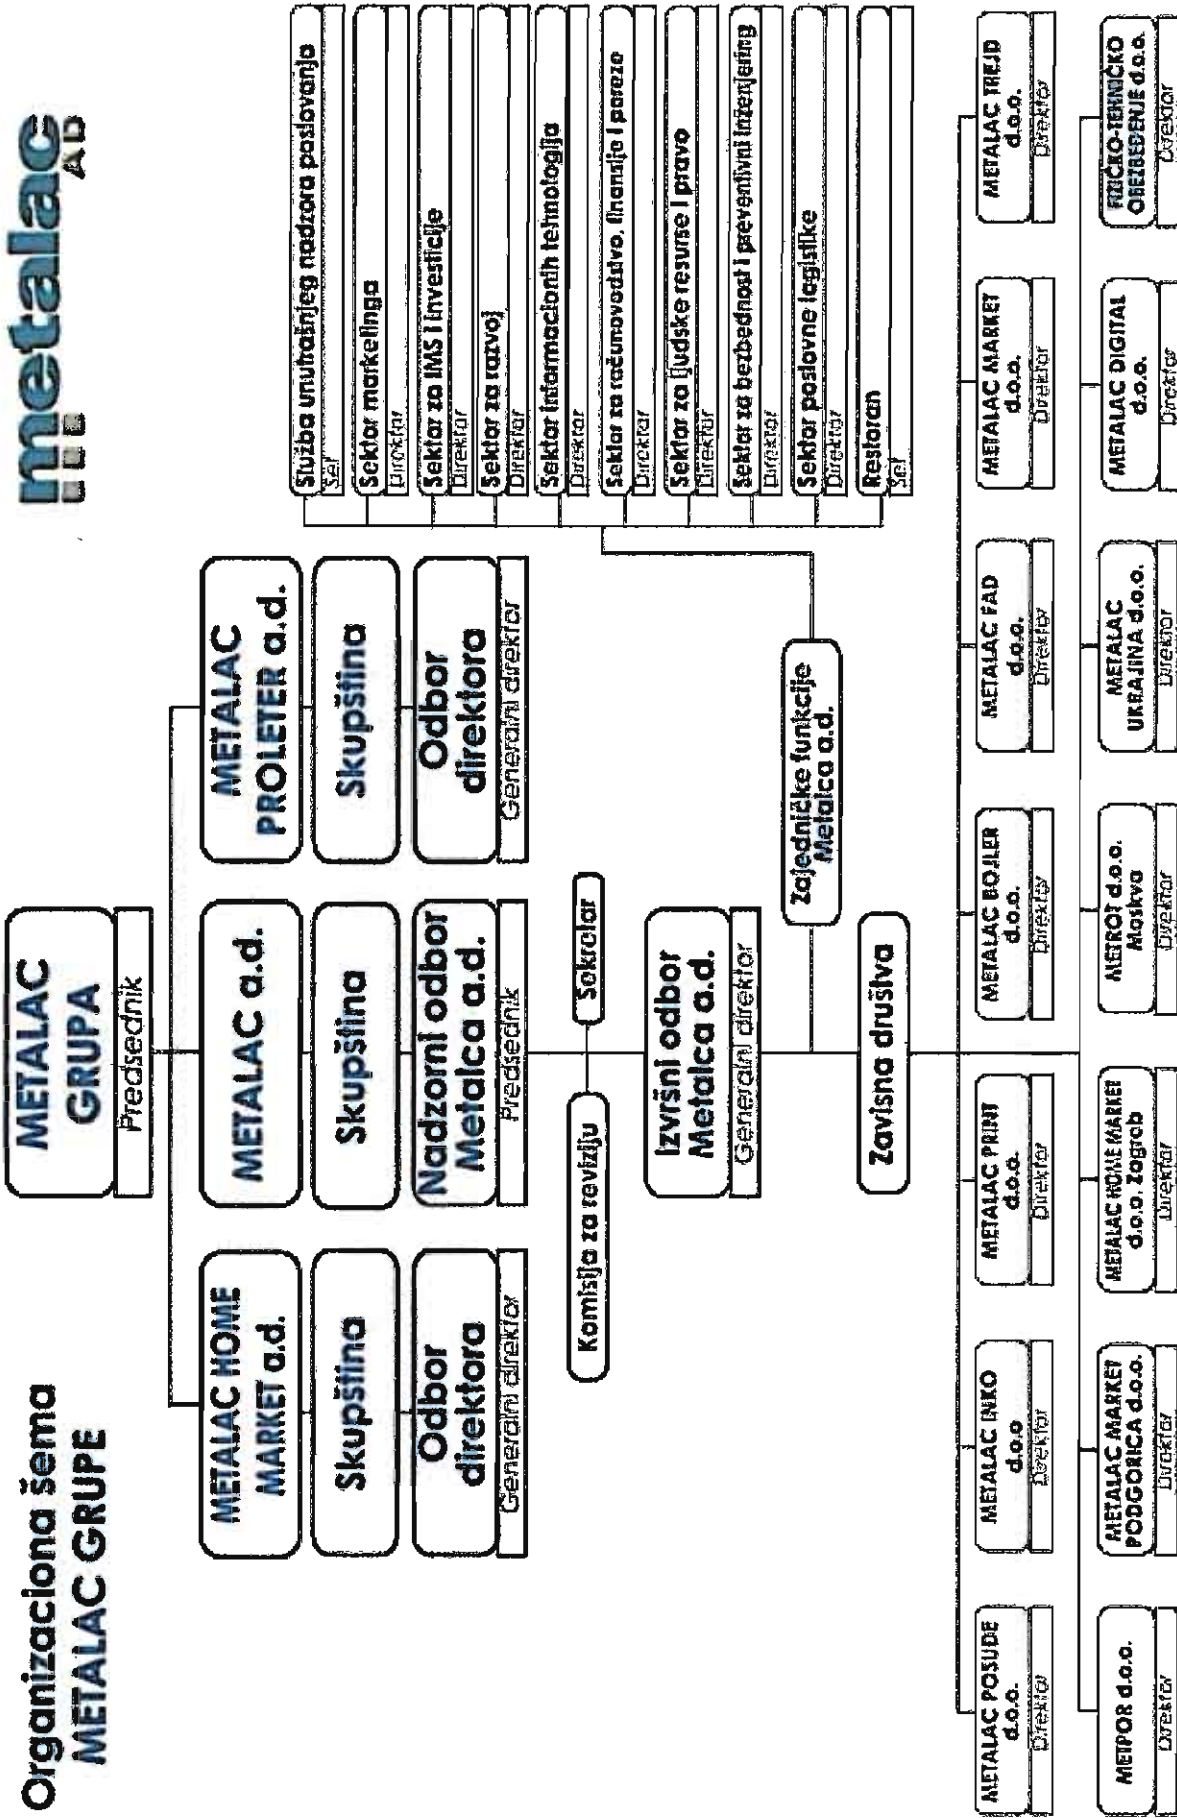 Organizaciona šema
METALAC GRUPE
metalac
AD
METALAC
GRUPA
Predsednik
METALAC HOME
MARKET a.d.
Skupština
Odbor
direktora
Generalni direktor
METALAC a.d.
Skupština
Nadzorni odbor
Metalca a.d.
Predsednik
METALAC
PROLETER a.d.
Skupština
Odbor
direktora
Generalni direktor
Komisija za reviziju
Sekretar
Izvršni odbor
Metalca a.d.
Generalni direktor
Zajedničke funkcije
Metalca a.d.
Služba unutrašnjeg nadzora poslovanja
Šef
Sektor marketinga
Direktor
Sektor za IMS i investicije
Direktor
Sektor za razvoj
Direktor
Sektor informacionih tehnologija
Direktor
Sektor za računovodstvo, finansije i poreze
Direktor
Sektor za ljudske resurse i pravo
Direktor
Sektor za bezbednost i preventivni inženjering
Direktor
Sektor poslovne logistike
Direktor
Restoran
Šef
Zavisna društva
METALAC POSUDE
d.o.o.
Direktor
METALAC INKO
d.o.o
Direktor
METALAC PRINT
d.o.o.
Direktor
METALAC BOJLER
d.o.o.
Direktor
METALAC FAD
d.o.o.
Direktor
METALAC MARKET
d.o.o.
Direktor
METALAC TREJD
d.o.o.
Direktor
METPOR d.o.o.
Direktor
METALAC MARKET
PODGORICA d.o.o.
Direktor
METALAC HOME MARKET
d.o.o. Zagreb
Direktor
METROT d.o.o.
Moskva
Direktor
METALAC
UKRAJINA d.o.o.
Direktor
METALAC DIGITAL
d.o.o.
Direktor
FIZIČKO-TEHNIČKO
OBEZBEĐENJE d.o.o.
Direktor